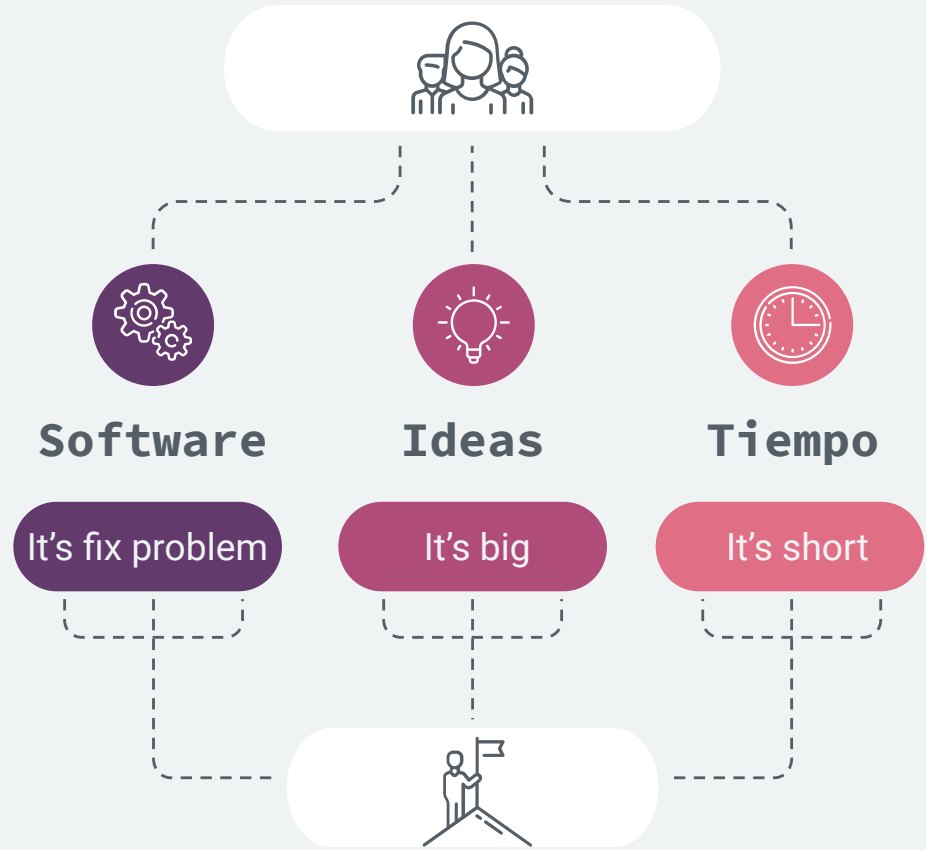 Software
Ideas
Tiempo
It’s fix problem
It’s big
It’s short